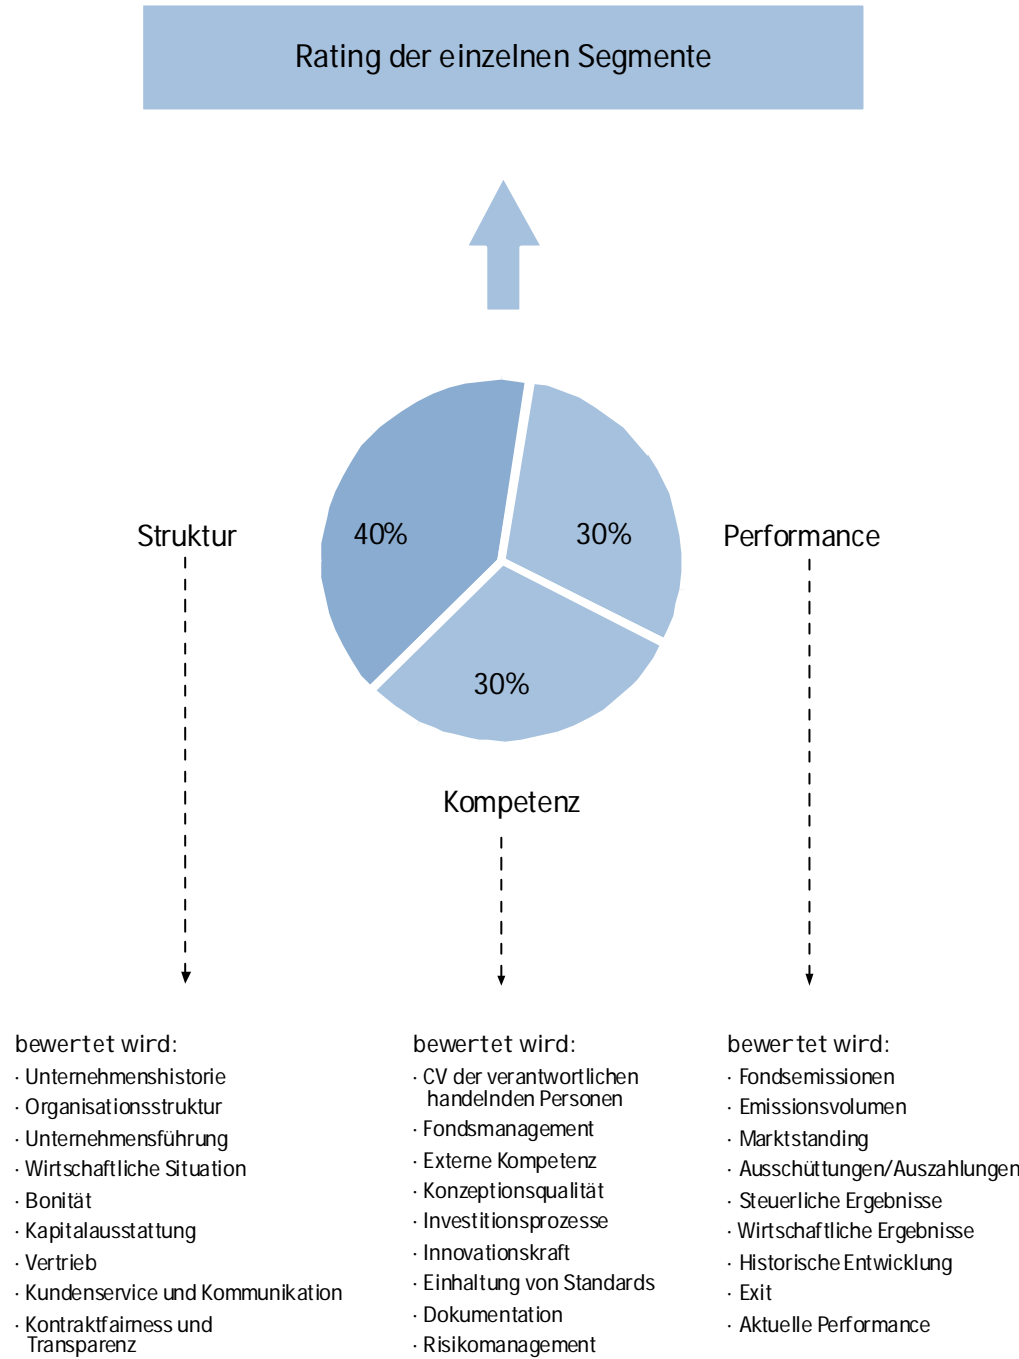 Rating der einzelnen Segmente
Struktur
40%
30%
Performance
30%
Kompetenz
bewertet wird:
· Unternehmenshistorie
· Organisationsstruktur
· Unternehmensführung
· Wirtschaftliche Situation
· Bonität
· Kapitalausstattung
· Vertrieb
· Kundenservice und Kommunikation
· Kontraktfairness und
Transparenz
bewertet wird:
· CV der verantwortlichen
handelnden Personen
· Fondsmanagement
· Externe Kompetenz
· Konzeptionsqualität
· Investitionsprozesse
· Innovationskraft
· Einhaltung von Standards
· Dokumentation
· Risikomanagement
bewertet wird:
· Fondsemissionen
· Emissionsvolumen
· Marktstanding
· Ausschüttungen/Auszahlungen
· Steuerliche Ergebnisse
· Wirtschaftliche Ergebnisse
· Historische Entwicklung
· Exit
· Aktuelle Performance